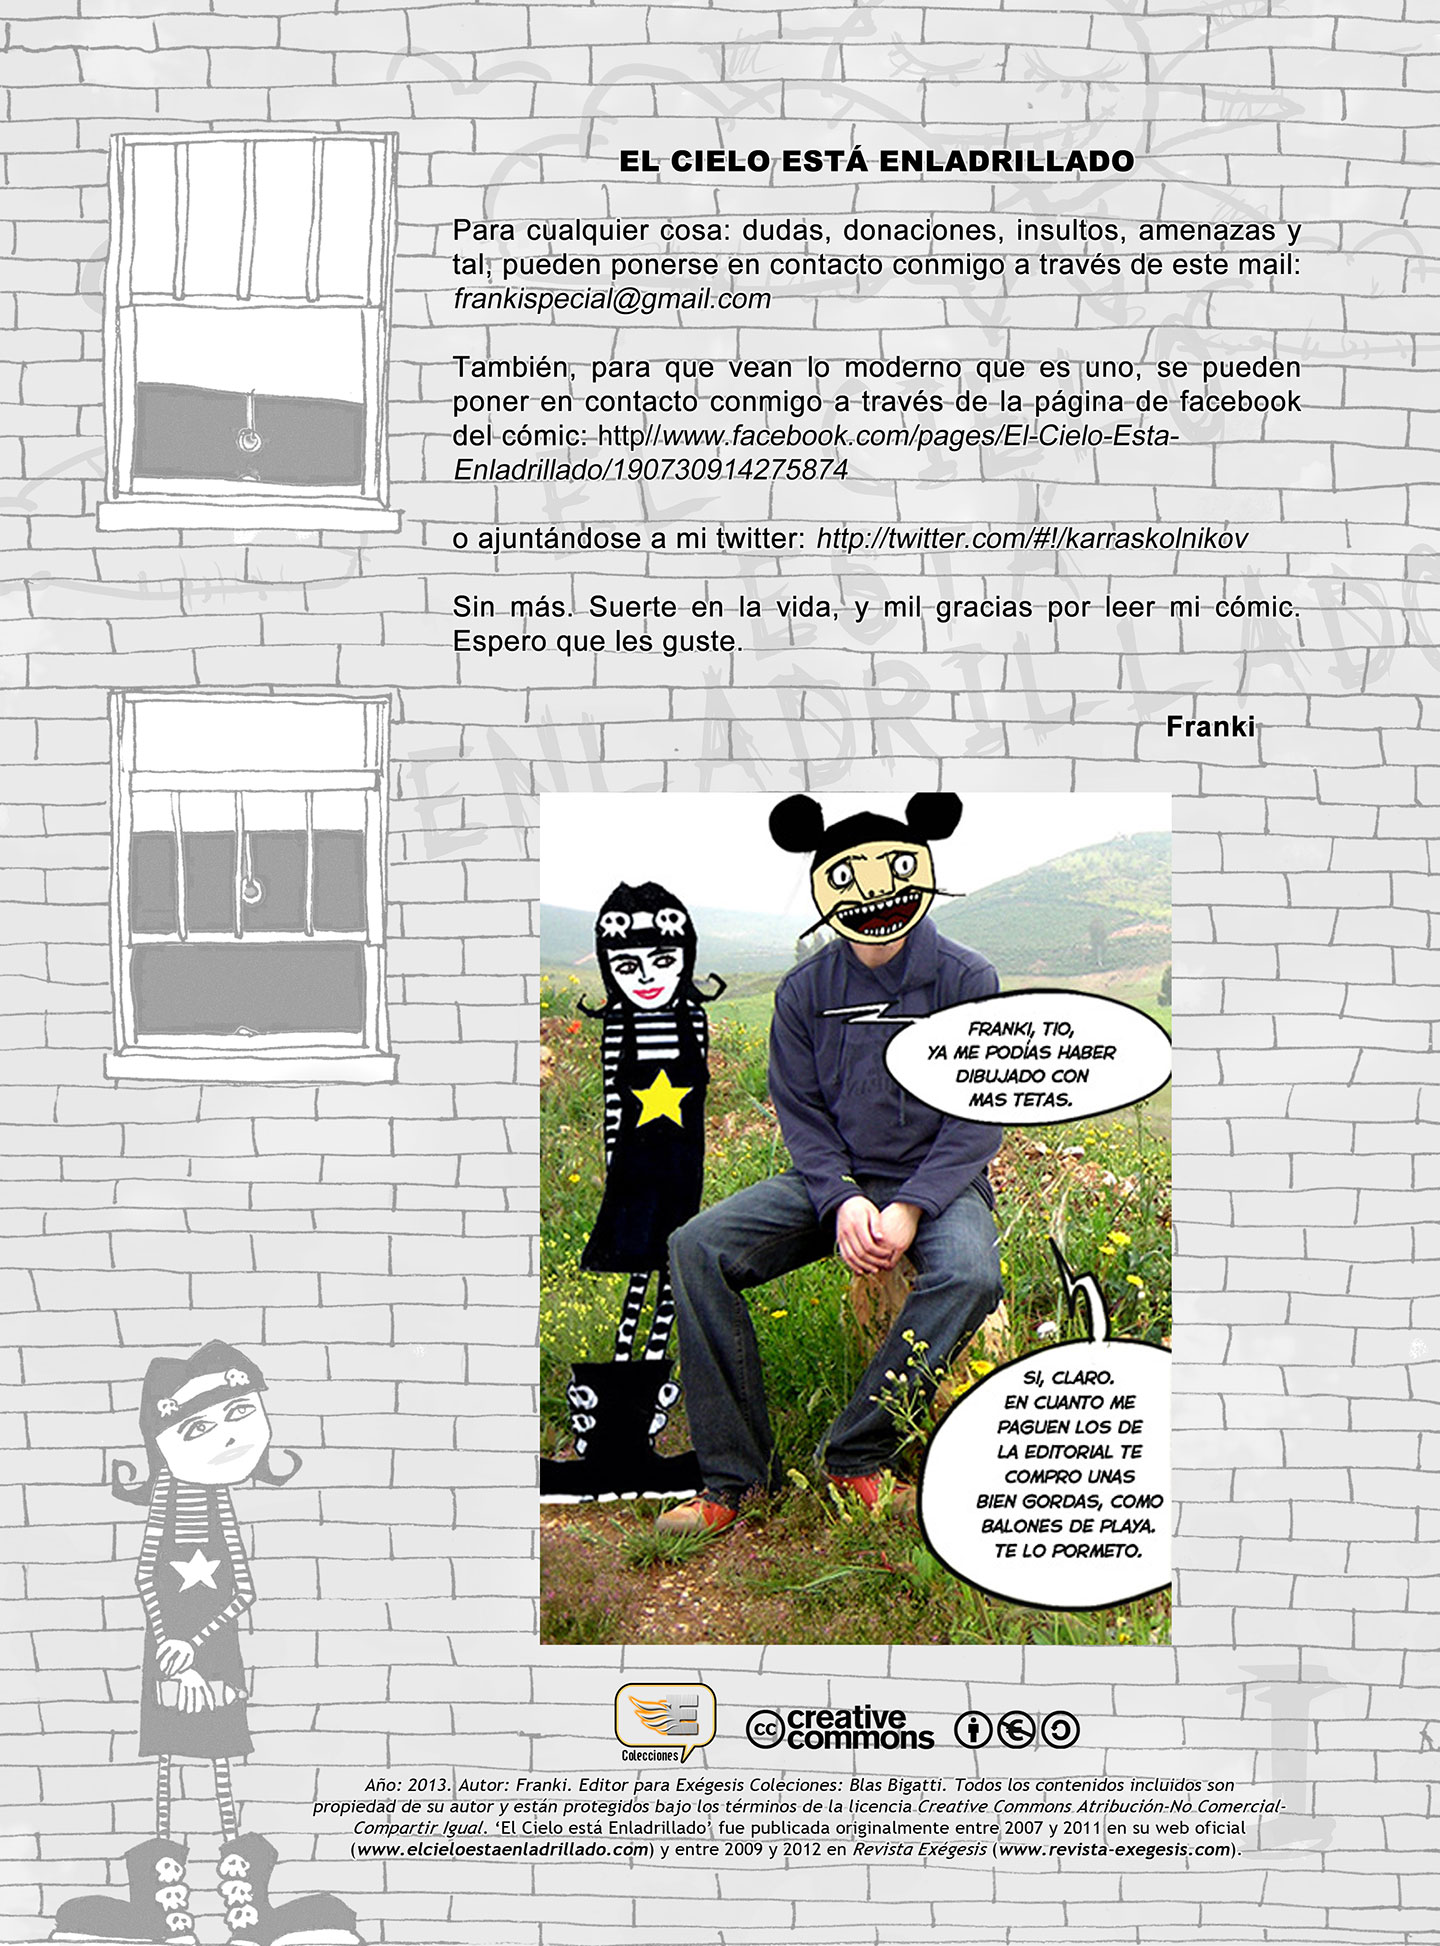 EL CIELO ESTÁ ENLADRILLADO
Para cualquier cosa: dudas, donaciones, insultos, amenazas y
tal, pueden ponerse en contacto conmigo a través de este mail:
frankispecial@gmail.com
También, para que vean lo moderno que es uno, se pueden
poner en contacto conmigo a través de la página de facebook
del cómic: http//www.facebook.com/pages/El-Cielo-Esta-
Enladrillado/190730914275874
o ajuntándose a mi twitter: http://twitter.com/#!/karraskolnikov
Sin más. Suerte en la vida, y mil gracias por leer mi cómic.
Espero que les guste.
Franki
EL CIELO
ESTÁ
ENLADRILLADO
FRANKI, TIO,
YA ME PODÍAS HABER
DIBUJADO CON
MAS TETAS.
SI, CLARO.
EN CUANTO ME
PAGUEN LOS DE
LA EDITORIAL TE
COMPRO UNAS
BIEN GORDAS, COMO
BALONES DE PLAYA.
TE LO PORMETO.
I
E
Colecciones
cc creative
commons
Año: 2013. Autor: Franki. Editor para Exégesis Coleciones: Blas Bigatti. Todos los contenidos incluidos son
propiedad de su autor y están protegidos bajo los términos de la licencia Creative Commons Atribución-No Comercial-
Compartir Igual. ‘El Cielo está Enladrillado’ fue publicada originalmente entre 2007 y 2011 en su web oficial
(www.elcieloestaenladrillado.com) y entre 2009 y 2012 en Revista Exégesis (www.revista-exegesis.com).